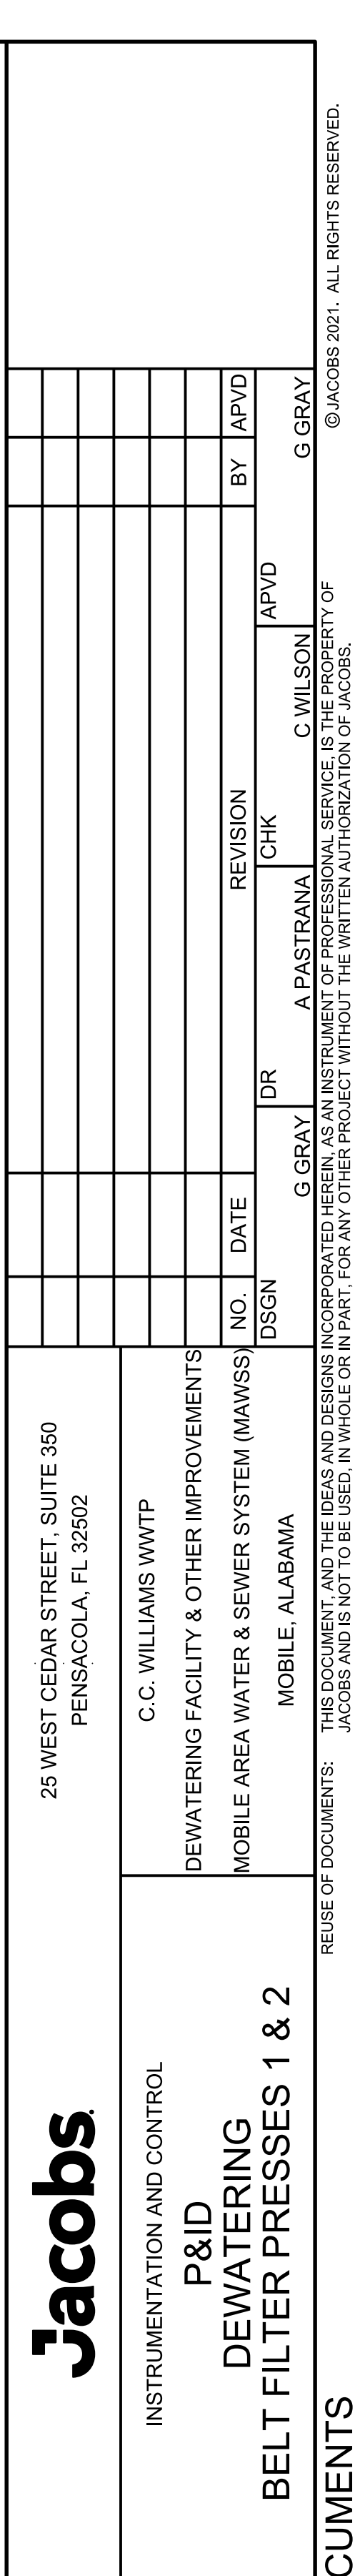 Jacobs
25 WEST CEDAR STREET, SUITE 350
PENSACOLA, FL 32502
INSTRUMENTATION AND CONTROL
P&ID
DEWATERING
BELT FILTER PRESSES 1 & 2
C.C. WILLIAMS WWTP
DEWATERING FACILITY & OTHER IMPROVEMENTS
MOBILE AREA WATER & SEWER SYSTEM (MAWSS)
MOBILE, ALABAMA
NO. DATE REVISION BY APVD
DSGN DR CHK APVD
G GRAY A PASTRANA C WILSON G GRAY
CUMENTS
REUSE OF DOCUMENTS: THIS DOCUMENT, AND THE IDEAS AND DESIGNS INCORPORATED HEREIN, AS AN INSTRUMENT OF PROFESSIONAL SERVICE, IS THE PROPERTY OF
JACOBS AND IS NOT TO BE USED, IN WHOLE OR IN PART, FOR ANY OTHER PROJECT WITHOUT THE WRITTEN AUTHORIZATION OF JACOBS.
© JACOBS 2021. ALL RIGHTS RESERVED.